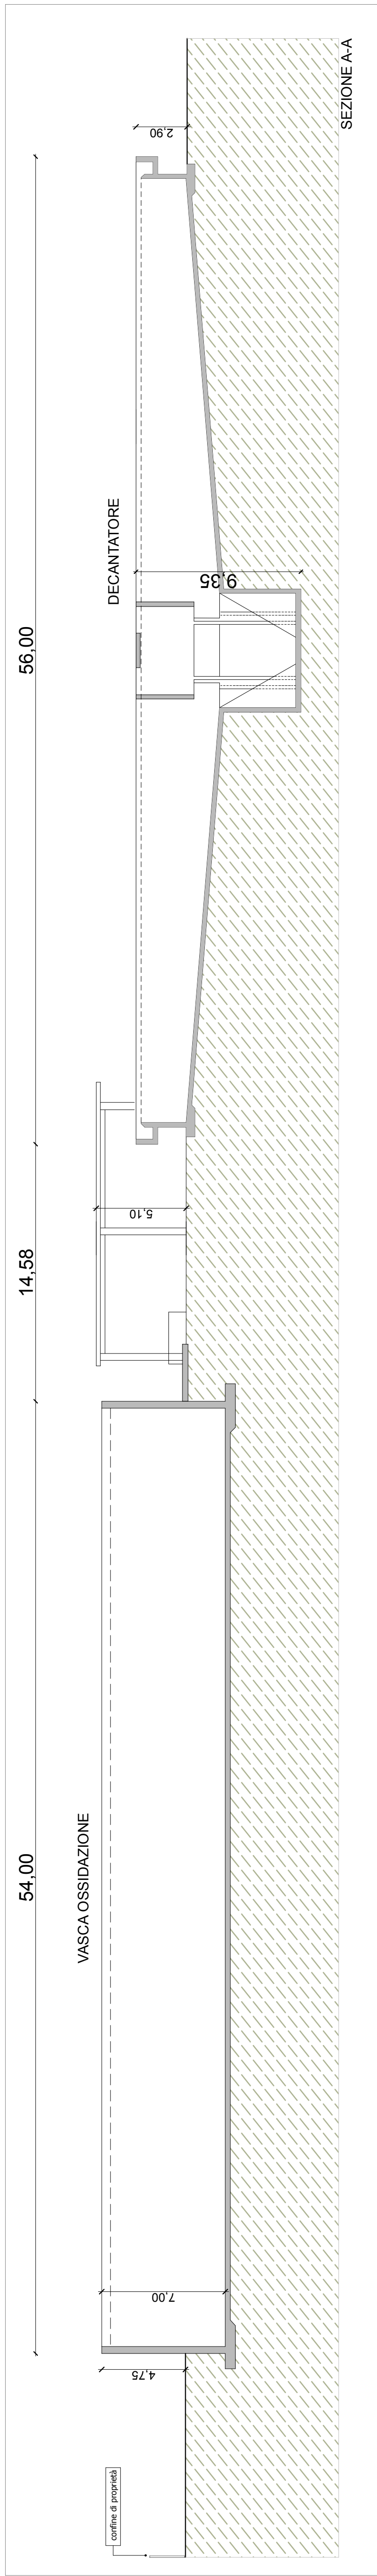 54,00
14,58
56,00
VASCA OSSIDAZIONE
DECANTATORE
confine di proprietà
4,75
7,00
5,10
9,35
2,90
SEZIONE A-A